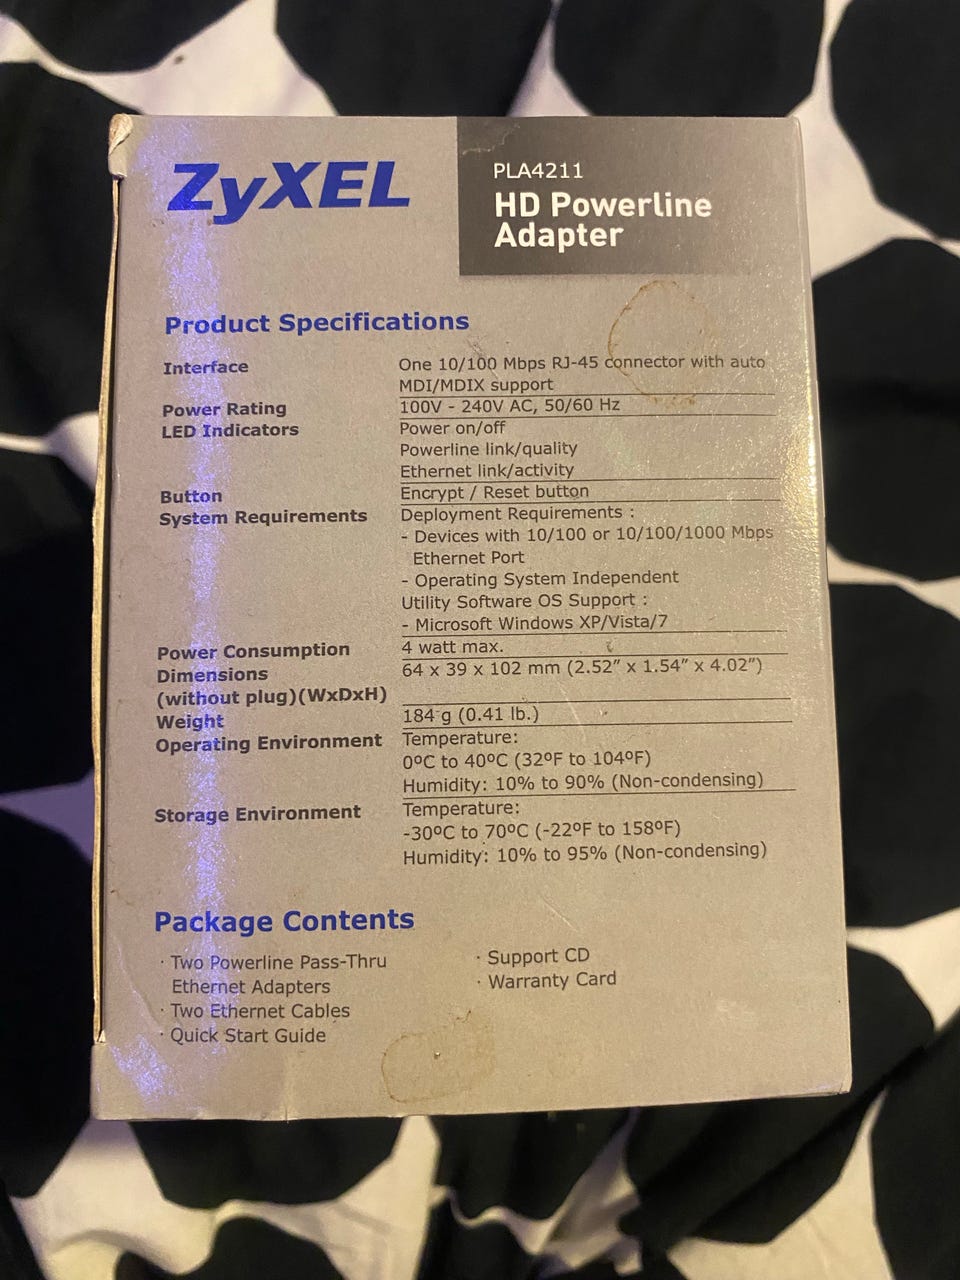 ZyXEL
PLA4211
HD Powerline
Adapter
Product Specifications
Interface One 10/100 Mbps RJ-45 connector with auto
MDI/MDIX support
Power Rating 100V - 240V AC, 50/60 Hz
LED Indicators Power on/off
Powerline link/quality
Ethernet link/activity
Button Encrypt / Reset button
System Requirements Deployment Requirements :
- Devices with 10/100 or 10/100/1000 Mbps
Ethernet Port
- Operating System Independent
Utility Software OS Support :
- Microsoft Windows XP/Vista/7
Power Consumption 4 watt max.
Dimensions 64 x 39 x 102 mm (2.52” x 1.54” x 4.02”)
(without plug)(WxDxH)
Weight 184 g (0.41 lb.)
Operating Environment Temperature:
0ºC to 40ºC (32ºF to 104ºF)
Humidity: 10% to 90% (Non-condensing)
Storage Environment Temperature:
-30ºC to 70ºC (-22ºF to 158ºF)
Humidity: 10% to 95% (Non-condensing)
Package Contents
· Two Powerline Pass-Thru
Ethernet Adapters
· Two Ethernet Cables
· Quick Start Guide
· Support CD
· Warranty Card